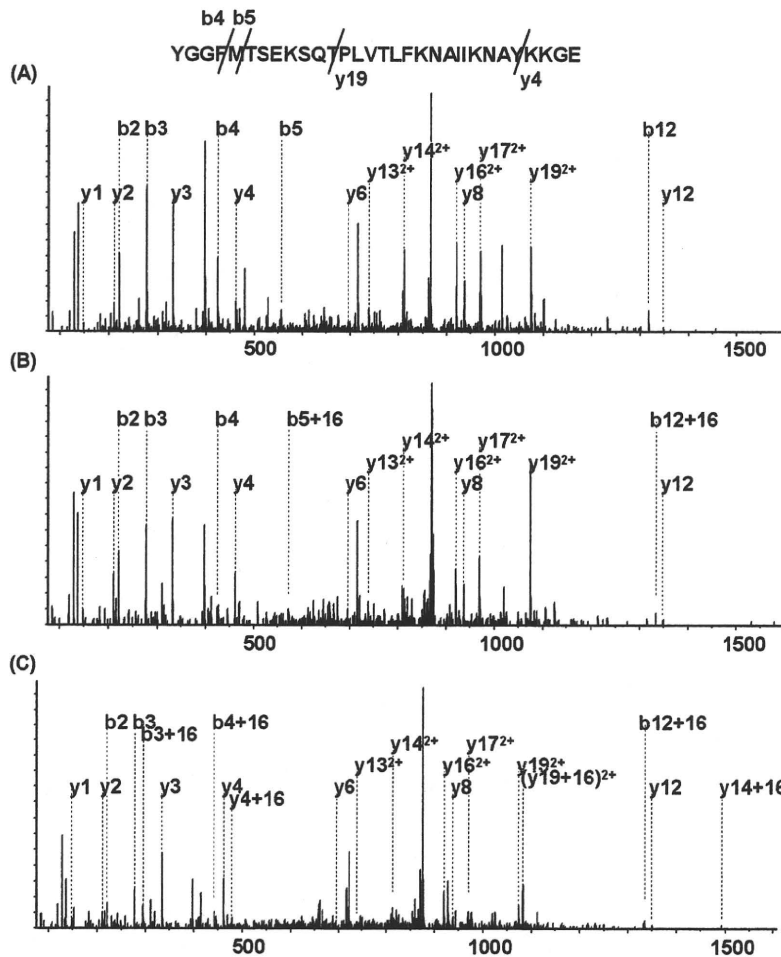 b4 b5
YGGFMTSEKSQTPLVTLFKNAIIKNAYKKGE
y19 y4
(A)
b2 b3 b4 b5 b12
y14²⁺ y17²⁺
y13²⁺ y16²⁺ y19²⁺
y1 y2 y3 y4 y6 y8 y12
500 1000 1500
(B)
b2 b3 b4 b5+16 b12+16
y14²⁺ y17²⁺
y13²⁺ y16²⁺ y19²⁺
y1 y2 y3 y4 y6 y8 y12
500 1000 1500
(C)
b2 b3 b4+16 b12+16
b3+16
y14²⁺ y17²⁺
y13²⁺ y16²⁺ y19²⁺
(y19+16)²⁺
y1 y2 y3 y4 y6 y8 y12 y14+16
y4+16
500 1000 1500